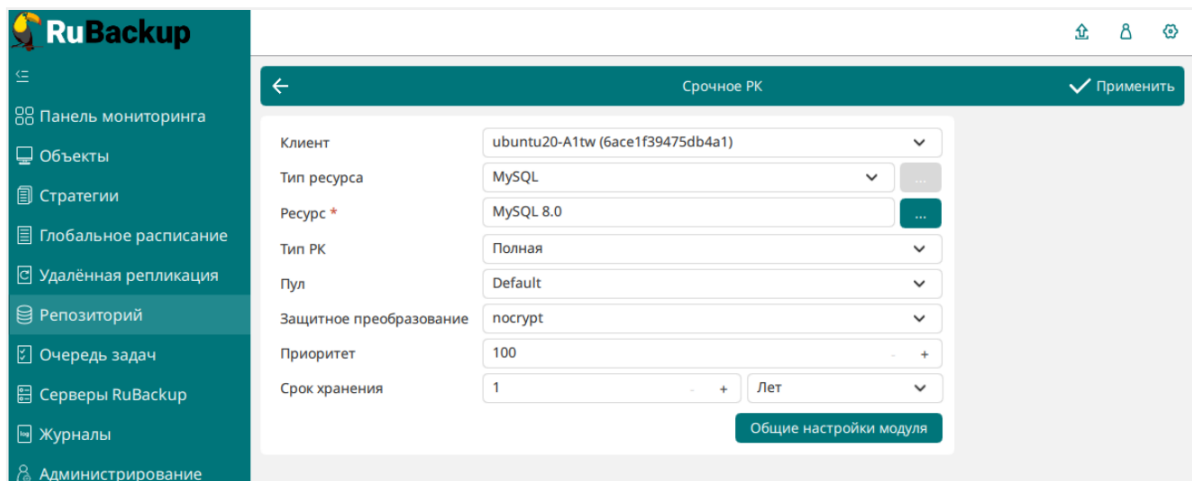 RuBackup
Срочное РК
Применить
Панель мониторинга
Объекты
Стратегии
Глобальное расписание
Удалённая репликация
Репозиторий
Очередь задач
Серверы RuBackup
Журналы
Администрирование
Клиент ubuntu20-A1tw (6ace1f39475db4a1)
Тип ресурса MySQL ...
Ресурс * MySQL 8.0 ...
Тип РК Полная
Пул Default
Защитное преобразование nocrypt
Приоритет 100 - +
Срок хранения 1 - + Лет
Общие настройки модуля